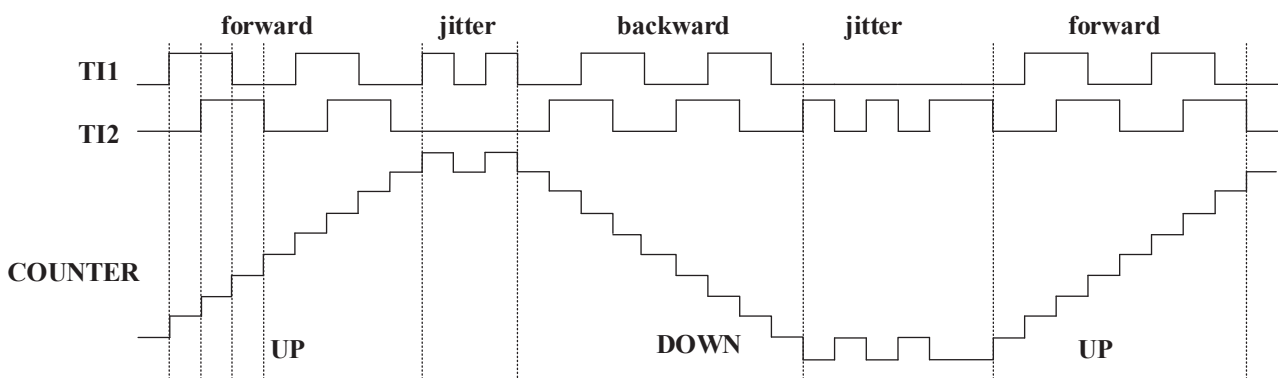 forward jitter backward jitter forward
TI1
TI2
COUNTER
UP DOWN UP